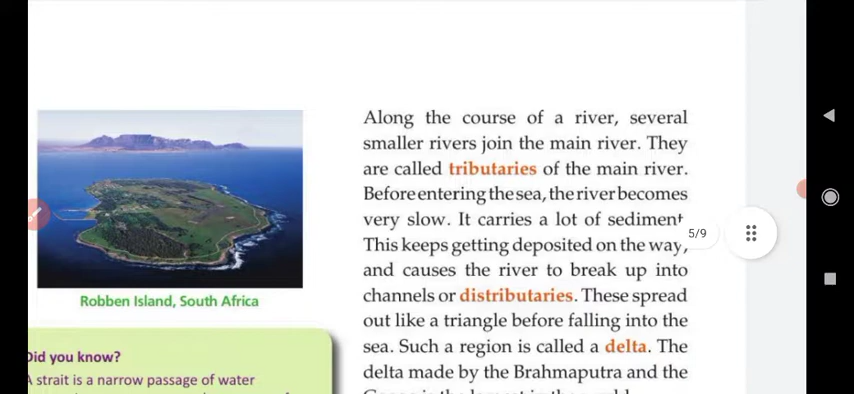 Robben Island, South Africa
Did you know?
A strait is a narrow passage of water
Along the course of a river, several
smaller rivers join the main river. They
are called tributaries of the main river.
Before entering the sea, the river becomes
very slow. It carries a lot of sediment
This keeps getting deposited on the way,
and causes the river to break up into
channels or distributaries. These spread
out like a triangle before falling into the
sea. Such a region is called a delta. The
delta made by the Brahmaputra and the
5/9